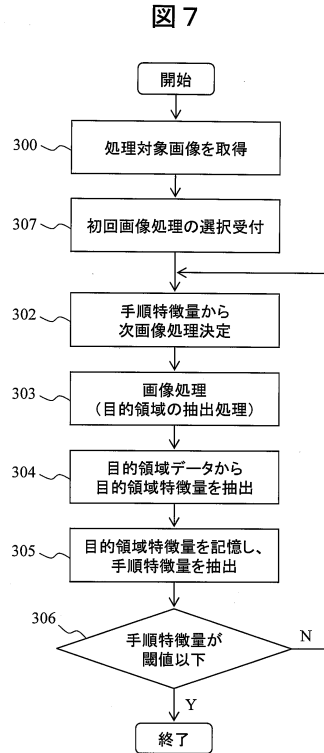 図７
開始
300
処理対象画像を取得
307
初回画像処理の選択受付
302
手順特徴量から
次画像処理決定
303
画像処理
(目的領域の抽出処理)
304
目的領域データから
目的領域特徴量を抽出
305
目的領域特徴量を記憶し、
手順特徴量を抽出
306
手順特徴量が
閾値以下
N
Y
終了